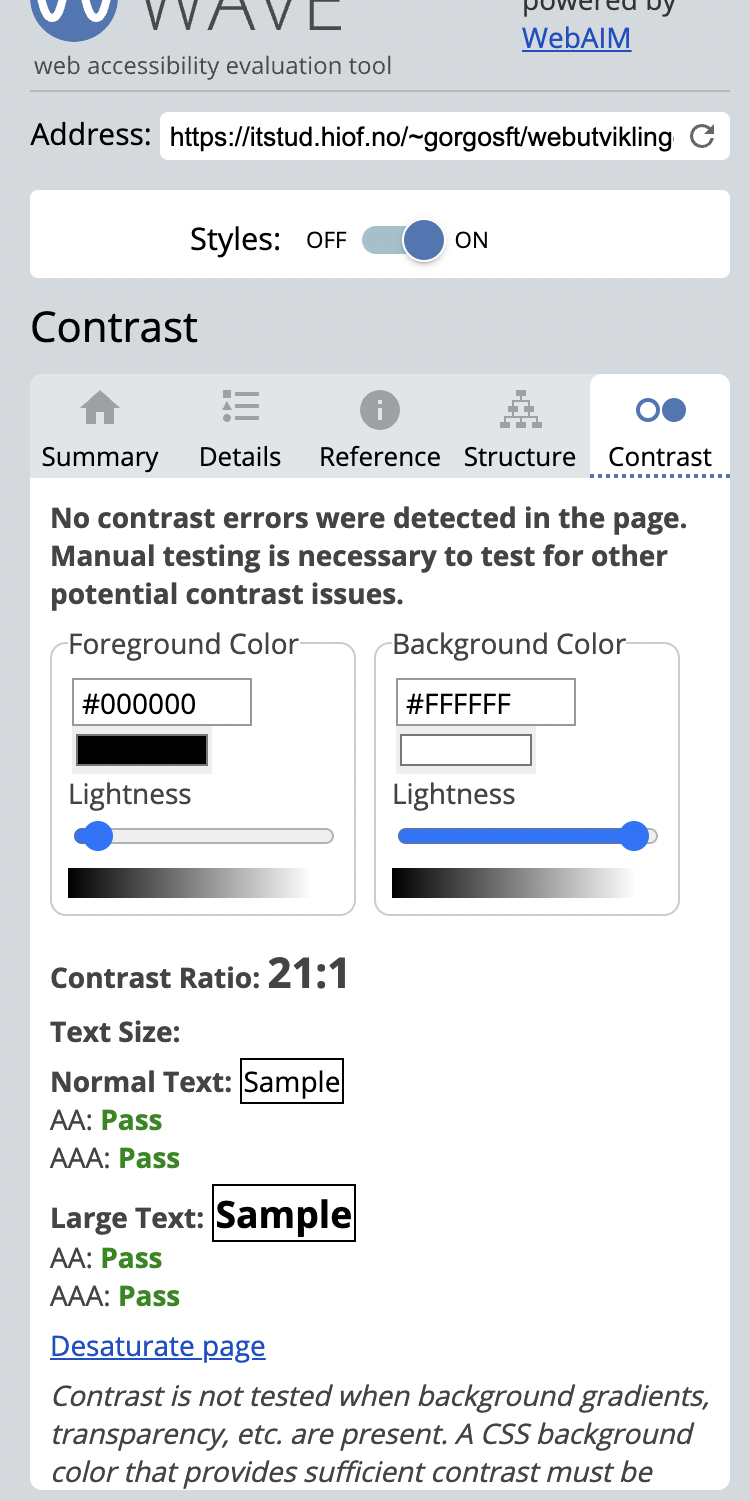 WAVE
powered by
WebAIM
web accessibility evaluation tool
Address: https://itstud.hiof.no/~gorgosft/webutvikling
Styles: OFF ON
Contrast
Summary Details Reference Structure Contrast
No contrast errors were detected in the page.
Manual testing is necessary to test for other
potential contrast issues.
Foreground Color Background Color
#000000 #FFFFFF
Lightness Lightness
Contrast Ratio: 21:1
Text Size:
Normal Text: Sample
AA: Pass
AAA: Pass
Large Text: Sample
AA: Pass
AAA: Pass
Desaturate page
Contrast is not tested when background gradients,
transparency, etc. are present. A CSS background
color that provides sufficient contrast must be